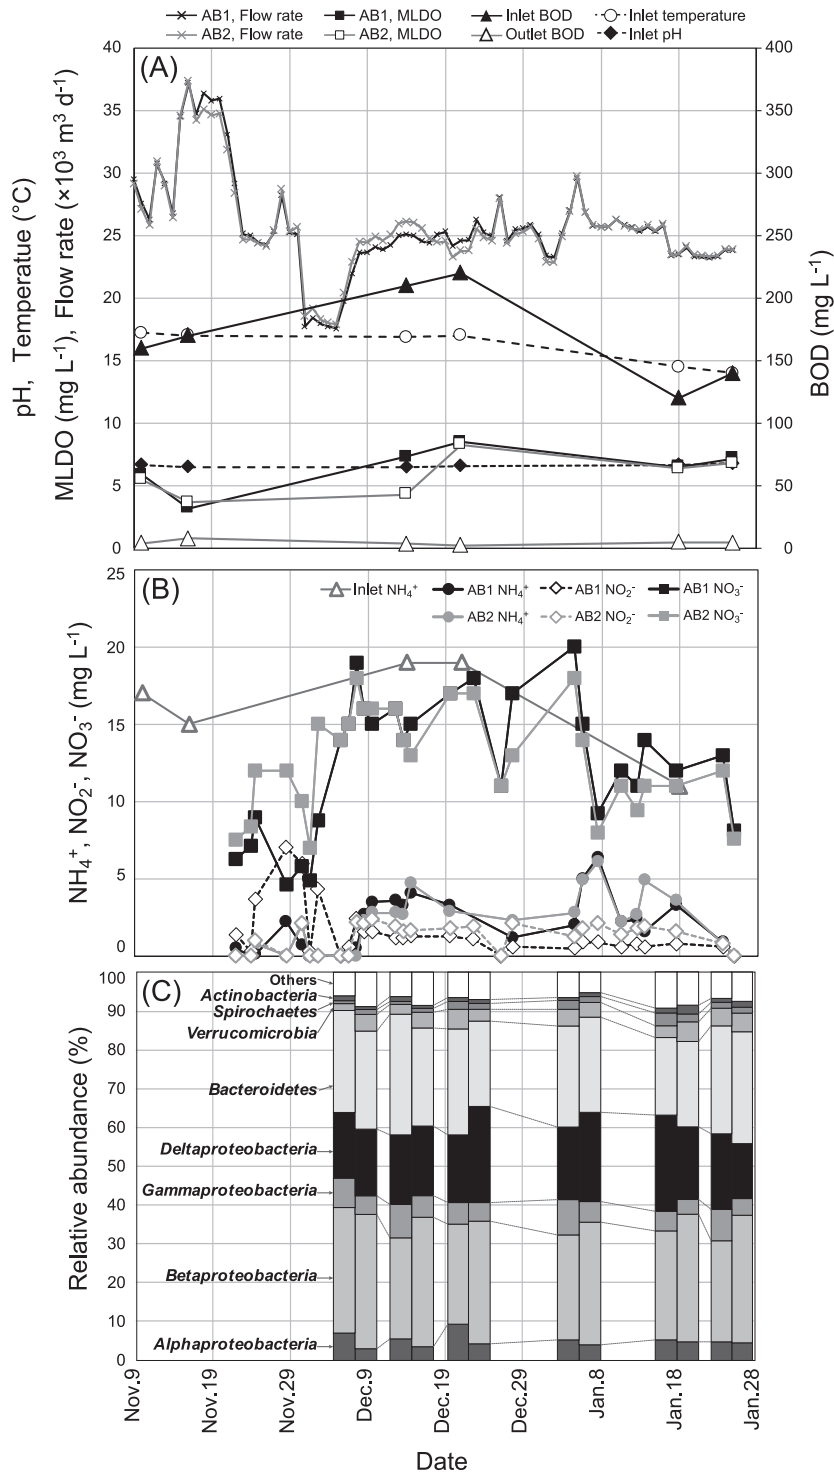 AB1, Flow rate AB1, MLDO Inlet BOD Inlet temperature
AB2, Flow rate AB2, MLDO Outlet BOD Inlet pH
(A)
40
35
30
25
20
15
10
5
0
pH, Temperatue (°C)
MLDO (mg L⁻¹), Flow rate (×10³ m³ d⁻¹)
400
350
300
250
200
150
100
50
0
BOD (mg L⁻¹)
(B)
Inlet NH₄⁺ AB1 NH₄⁺ AB1 NO₂⁻ AB1 NO₃⁻
AB2 NH₄⁺ AB2 NO₂⁻ AB2 NO₃⁻
25
20
15
10
5
0
NH₄⁺, NO₂⁻, NO₃⁻ (mg L⁻¹)
(C)
100
90
80
70
60
50
40
30
20
10
0
Relative abundance (%)
Others
Actinobacteria
Spirochaetes
Verrucomicrobia
Bacteroidetes
Deltaproteobacteria
Gammaproteobacteria
Betaproteobacteria
Alphaproteobacteria
Nov.9
Nov.19
Nov.29
Dec.9
Dec.19
Dec.29
Jan.8
Jan.18
Jan.28
Date